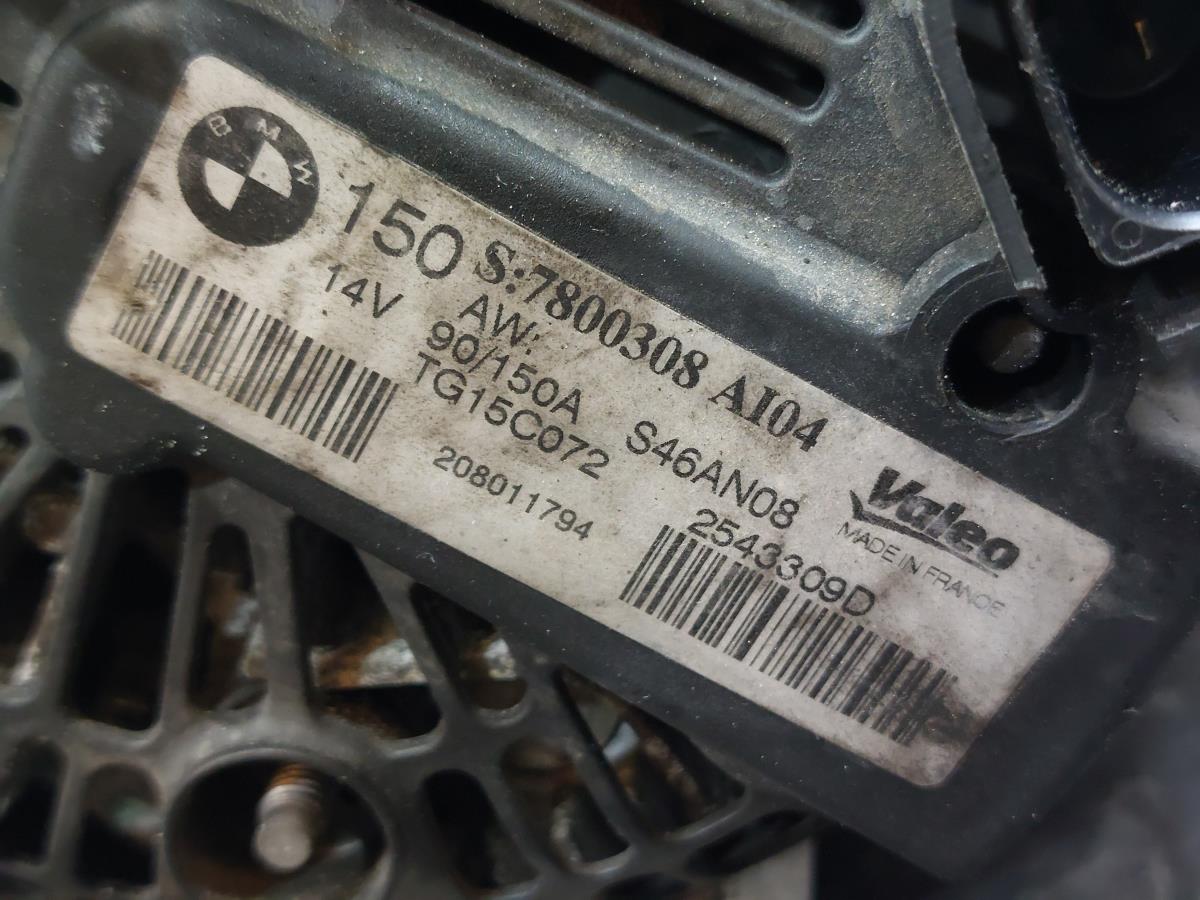 BMW
150 S:7800308 AI04
AW:
14V 90/150A S46AN08
TG15C072 2543309D
208011794
Valeo
MADE IN FRANCE